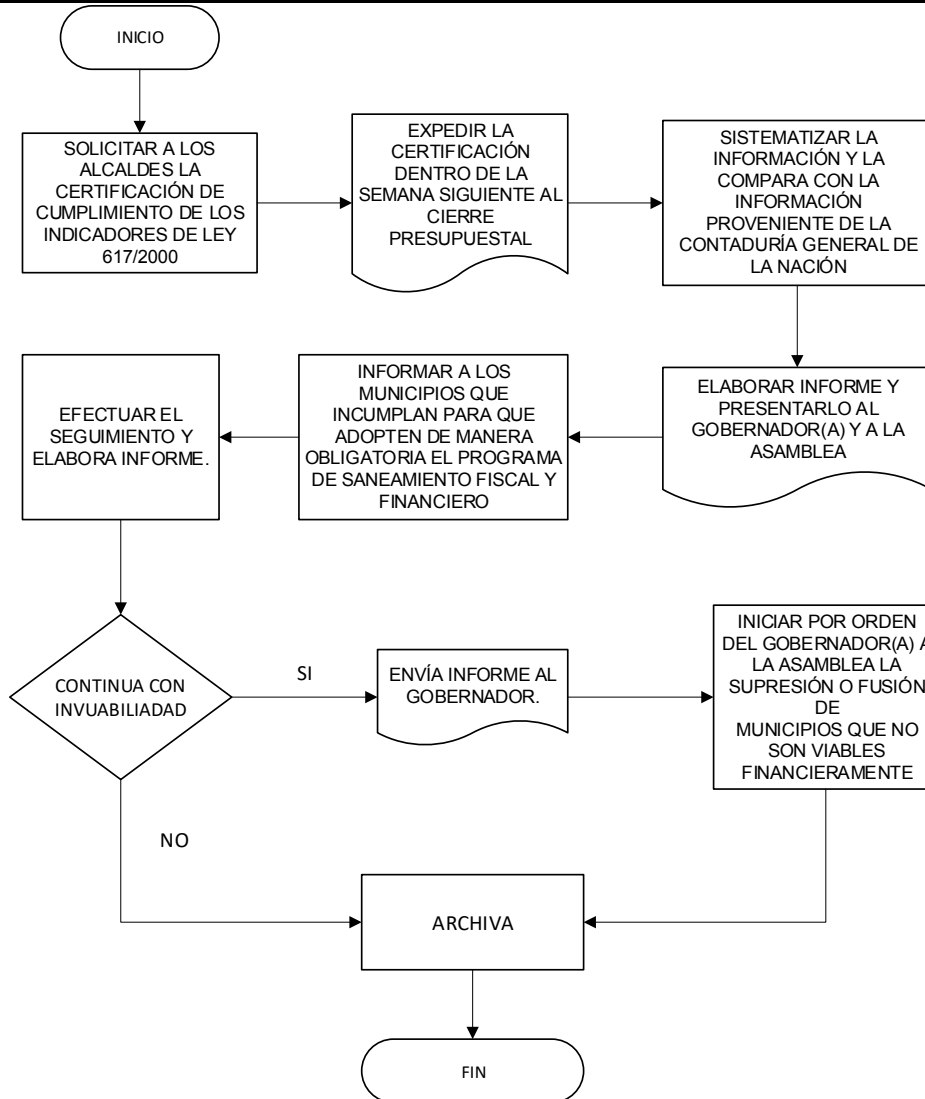 INICIO
SOLICITAR A LOS
ALCALDES LA
CERTIFICACIÓN DE
CUMPLIMIENTO DE LOS
INDICADORES DE LEY
617/2000
EXPEDIR LA
CERTIFICACIÓN
DENTRO DE LA
SEMANA SIGUIENTE AL
CIERRE
PRESUPUESTAL
SISTEMATIZAR LA
INFORMACIÓN Y LA
COMPARA CON LA
INFORMACIÓN
PROVENIENTE DE LA
CONTADURÍA GENERAL DE
LA NACIÓN
ELABORAR INFORME Y
PRESENTARLO AL
GOBERNADOR(A) Y A LA
ASAMBLEA
INFORMAR A LOS
MUNICIPIOS QUE
INCUMPLAN PARA QUE
ADOPTEN DE MANERA
OBLIGATORIA EL PROGRAMA
DE SANEAMIENTO FISCAL Y
FINANCIERO
EFECTUAR EL
SEGUIMIENTO Y
ELABORA INFORME.
CONTINUA CON
INVUABILIADAD
SI
ENVÍA INFORME AL
GOBERNADOR.
INICIAR POR ORDEN
DEL GOBERNADOR(A) A
LA ASAMBLEA LA
SUPRESIÓN O FUSIÓN
DE
MUNICIPIOS QUE NO
SON VIABLES
FINANCIERAMENTE
NO
ARCHIVA
FIN